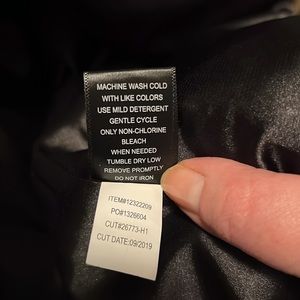 MACHINE WASH COLD
WITH LIKE COLORS
USE MILD DETERGENT
GENTLE CYCLE
ONLY NON-CHLORINE
BLEACH
WHEN NEEDED
TUMBLE DRY LOW
REMOVE PROMPTLY
DO NOT IRON
ITEM#12322209
PO#1326604
CUT#26773-H1
CUT DATE:09/2019